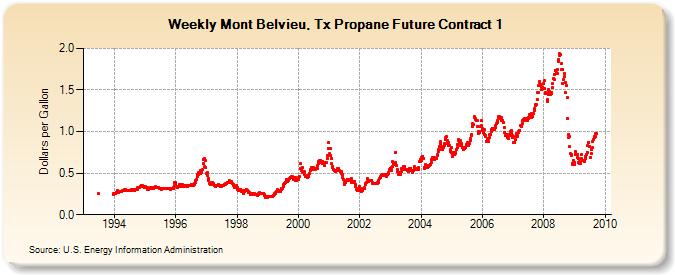 Weekly Mont Belvieu, Tx Propane Future Contract 1
Dollars per Gallon
2.0
1.5
1.0
0.5
0.0
1994 1996 1998 2000 2002 2004 2006 2008 2010
Source: U.S. Energy Information Administration